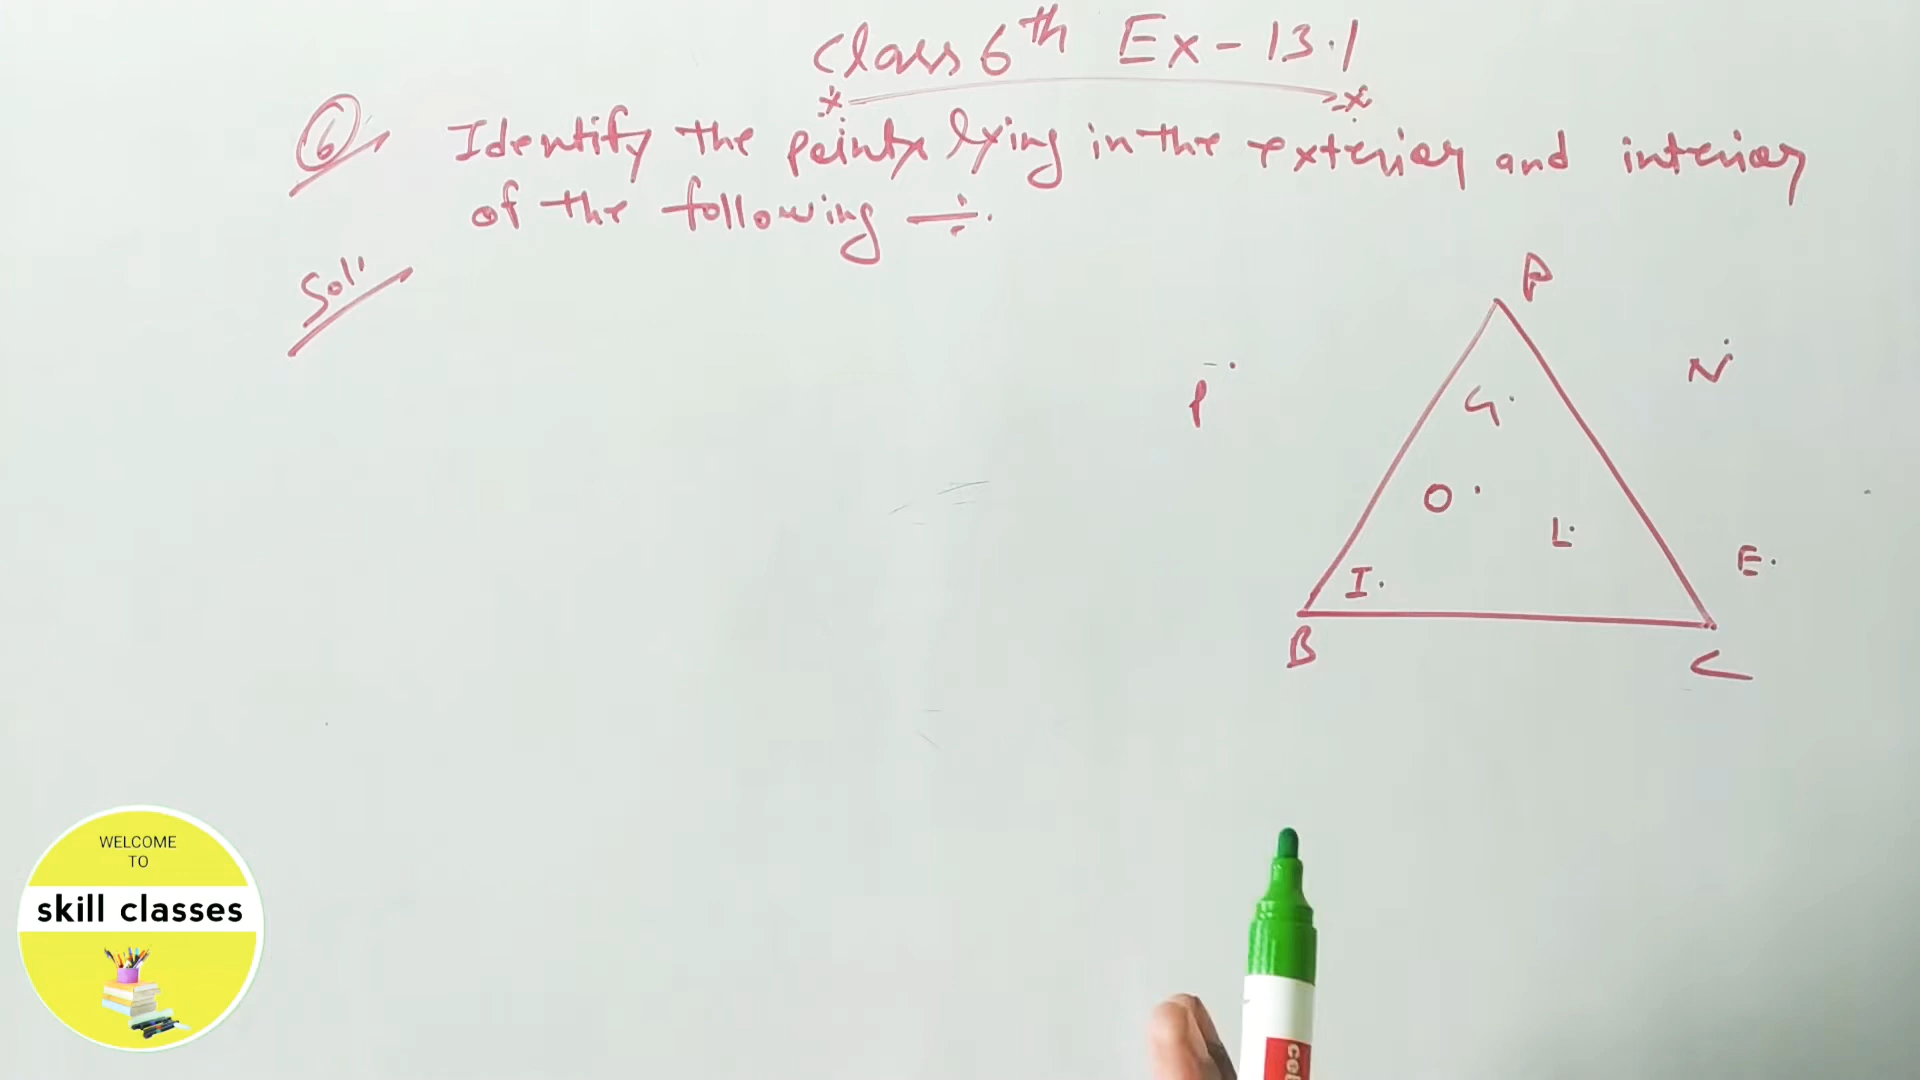 Class 6th Ex-13.1
6 Identify the points lying in the exterior and interior
of the following ÷.
Sol'
N
G.
O .
L.
E.
I.
B
C
WELCOME
TO
skill classes